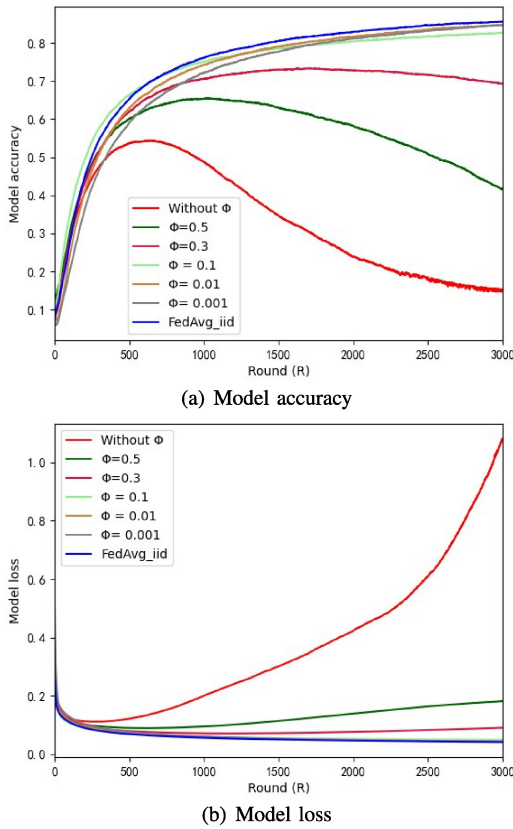 0.8
0.7
0.6
0.5
0.4
0.3
0.2
0.1
Model accuracy
Without Φ
Φ=0.5
Φ=0.3
Φ = 0.1
Φ = 0.01
Φ= 0.001
FedAvg_iid
0 500 1000 1500 2000 2500 3000
Round (R)
(a) Model accuracy
1.0
0.8
0.6
0.4
0.2
0.0
Model loss
Without Φ
Φ=0.5
Φ=0.3
Φ = 0.1
Φ = 0.01
Φ= 0.001
FedAvg_iid
0 500 1000 1500 2000 2500 3000
Round (R)
(b) Model loss